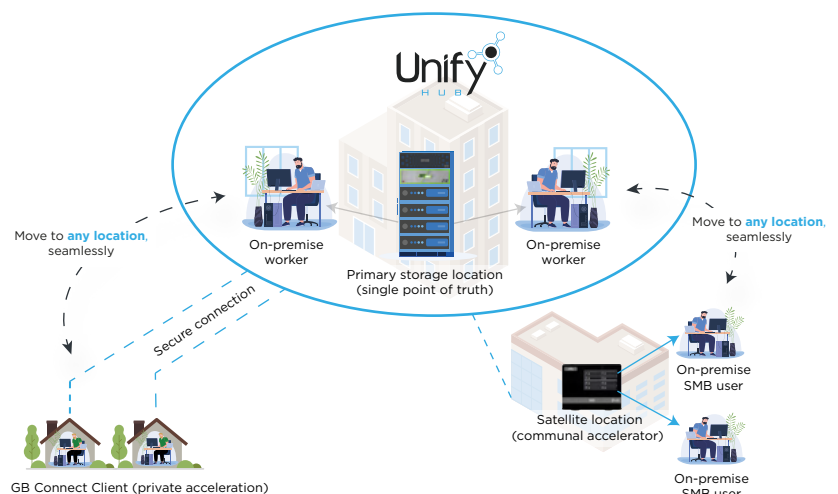 Unify
HUB
On-premise
worker
On-premise
worker
Primary storage location
(single point of truth)
Move to any location,
seamlessly
Move to any location,
seamlessly
Secure connection
On-premise
SMB user
Satellite location
(communal accelerator)
On-premise
SMB user
GB Connect Client (private acceleration)